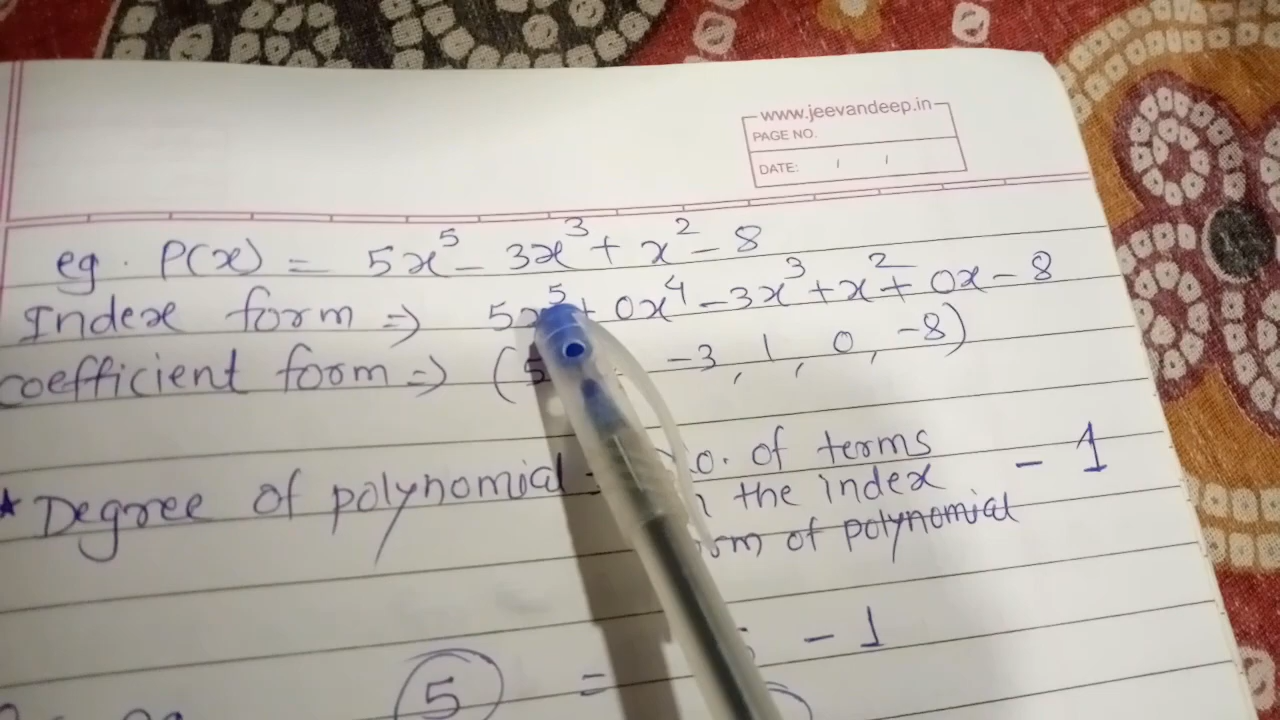 www.jeevandeep.in
PAGE NO.
DATE: / /
eg. P(x) = 5x⁵ - 3x³ + x² - 8
Index form ⇒ 5x⁵ + 0x⁴ - 3x³ + x² + 0x - 8
coefficient form ⇒ (5 -3, 1, 0, -8)
* Degree of polynomial of terms - 1
the index
of polynomial
5 = - 1